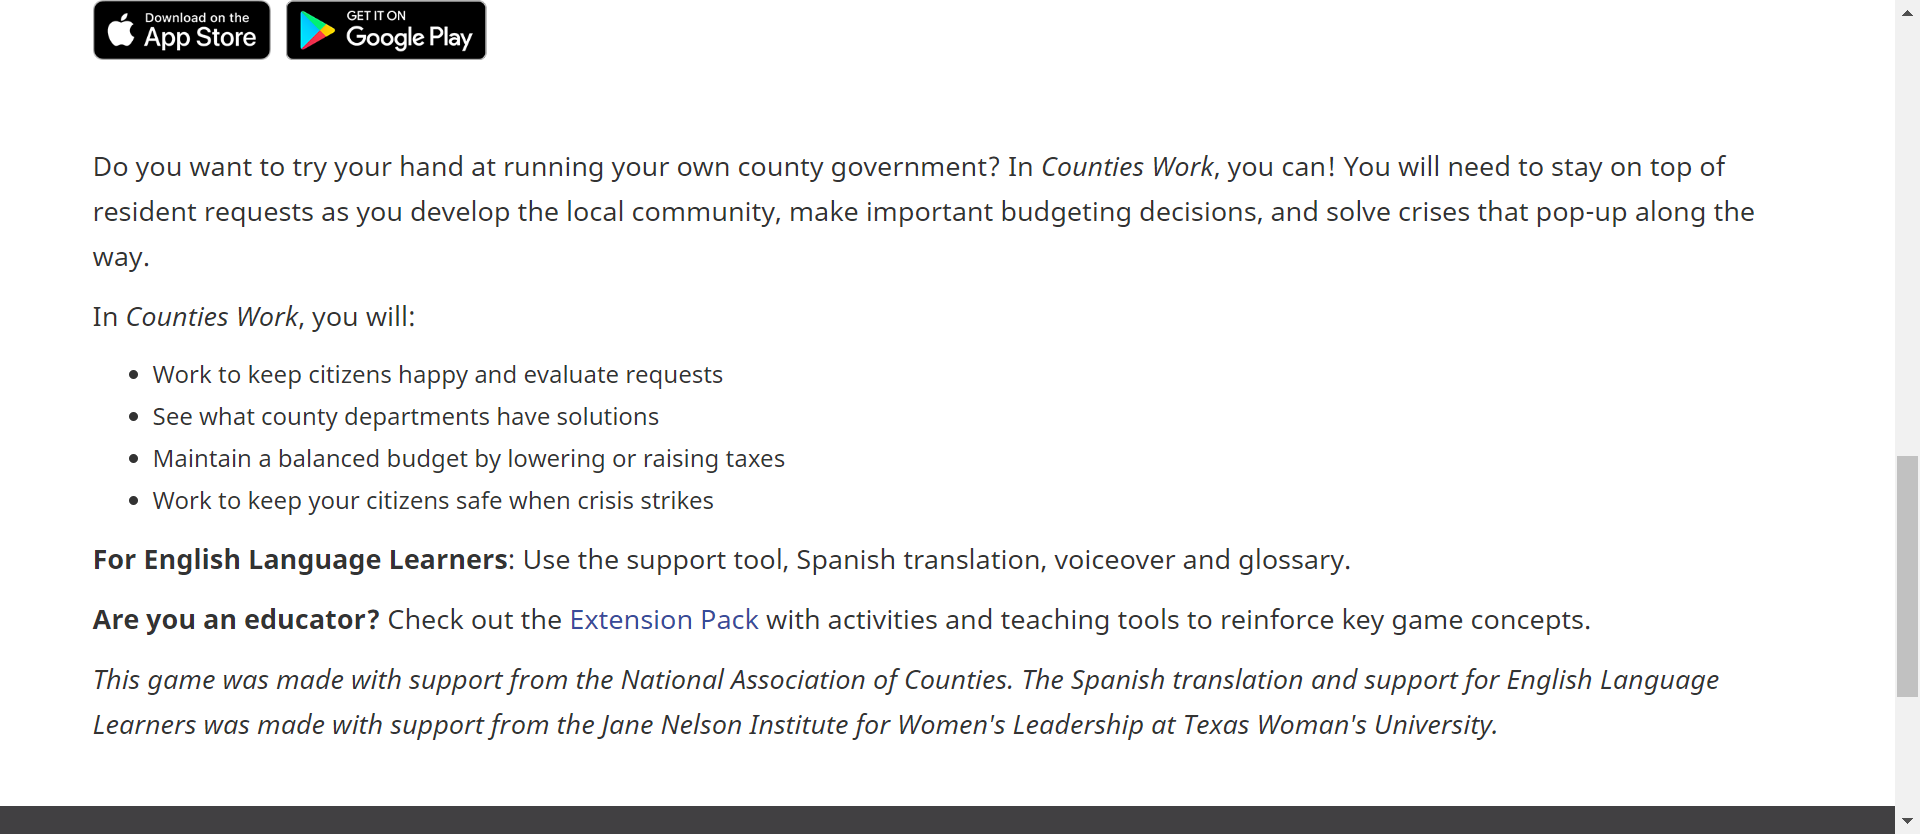 Download on the
App Store
GET IT ON
Google Play
Do you want to try your hand at running your own county government? In Counties Work, you can! You will need to stay on top of
resident requests as you develop the local community, make important budgeting decisions, and solve crises that pop-up along the
way.
In Counties Work, you will:
• Work to keep citizens happy and evaluate requests
• See what county departments have solutions
• Maintain a balanced budget by lowering or raising taxes
• Work to keep your citizens safe when crisis strikes
For English Language Learners: Use the support tool, Spanish translation, voiceover and glossary.
Are you an educator? Check out the Extension Pack with activities and teaching tools to reinforce key game concepts.
This game was made with support from the National Association of Counties. The Spanish translation and support for English Language
Learners was made with support from the Jane Nelson Institute for Women's Leadership at Texas Woman's University.